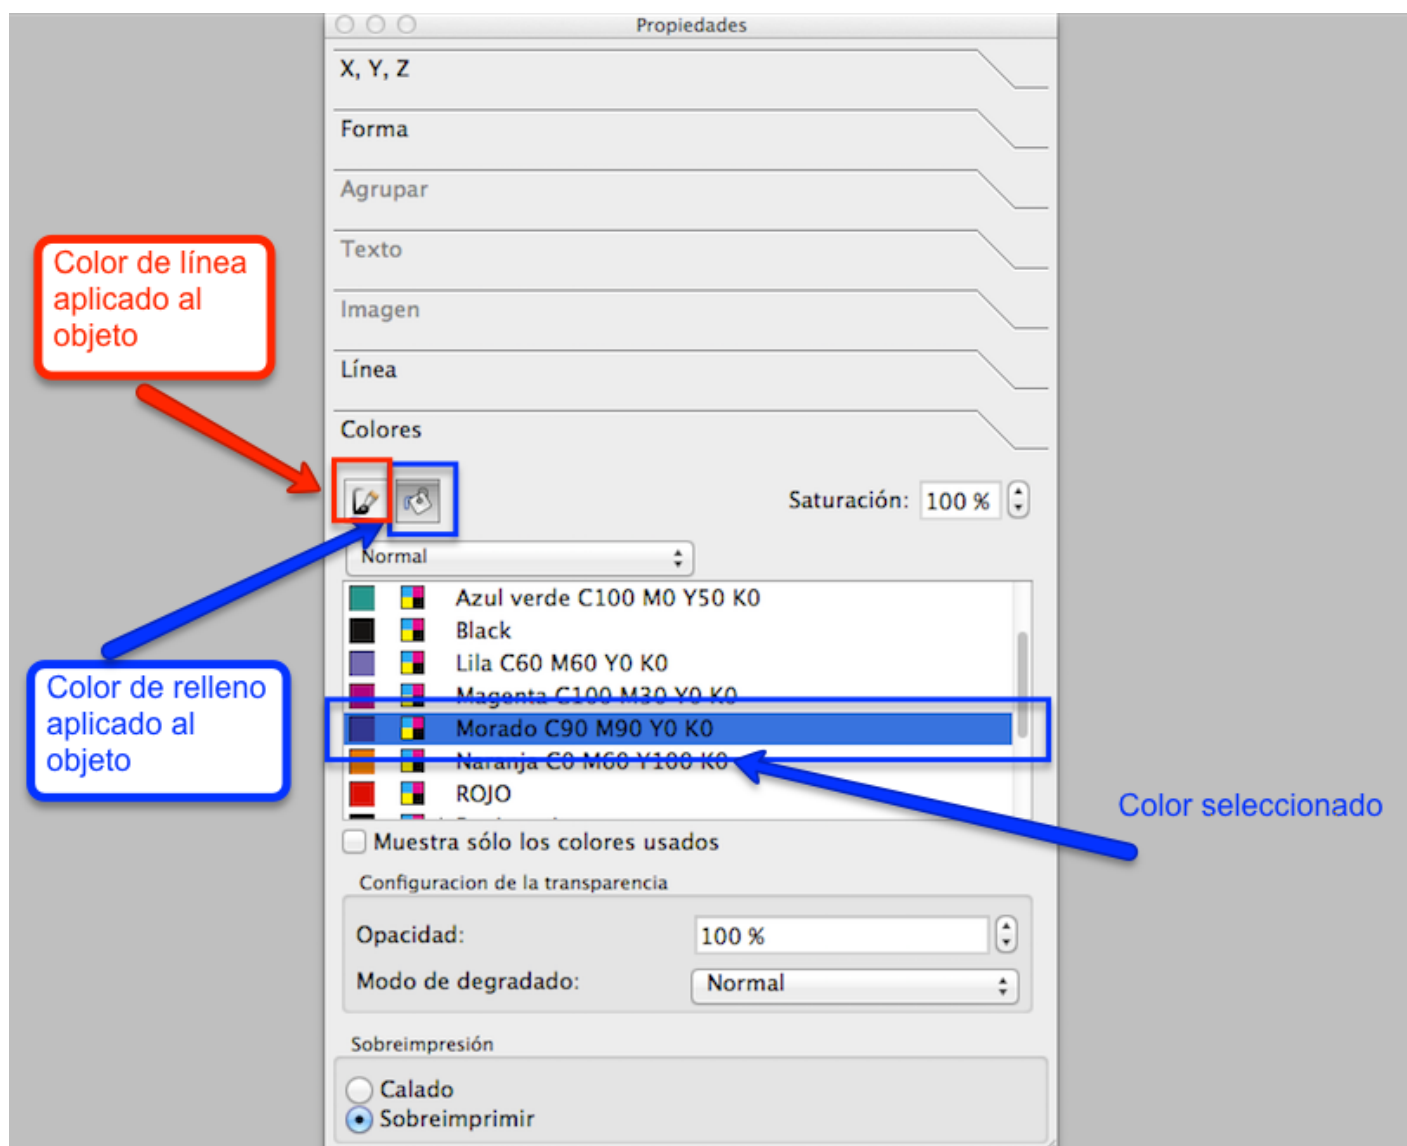 Propiedades
X, Y, Z
Forma
Agrupar
Texto
Imagen
Línea
Colores
Color de línea
aplicado al
objeto
Saturación: 100 %
Normal
Azul verde C100 M0 Y50 K0
Black
Lila C60 M60 Y0 K0
Magenta C100 M30 Y0 K0
Morado C90 M90 Y0 K0
Naranja C0 M60 Y100 K0
ROJO
Color de relleno
aplicado al
objeto
Color seleccionado
Muestra sólo los colores usados
Configuracion de la transparencia
Opacidad: 100 %
Modo de degradado: Normal
Sobreimpresión
Calado
Sobreimprimir